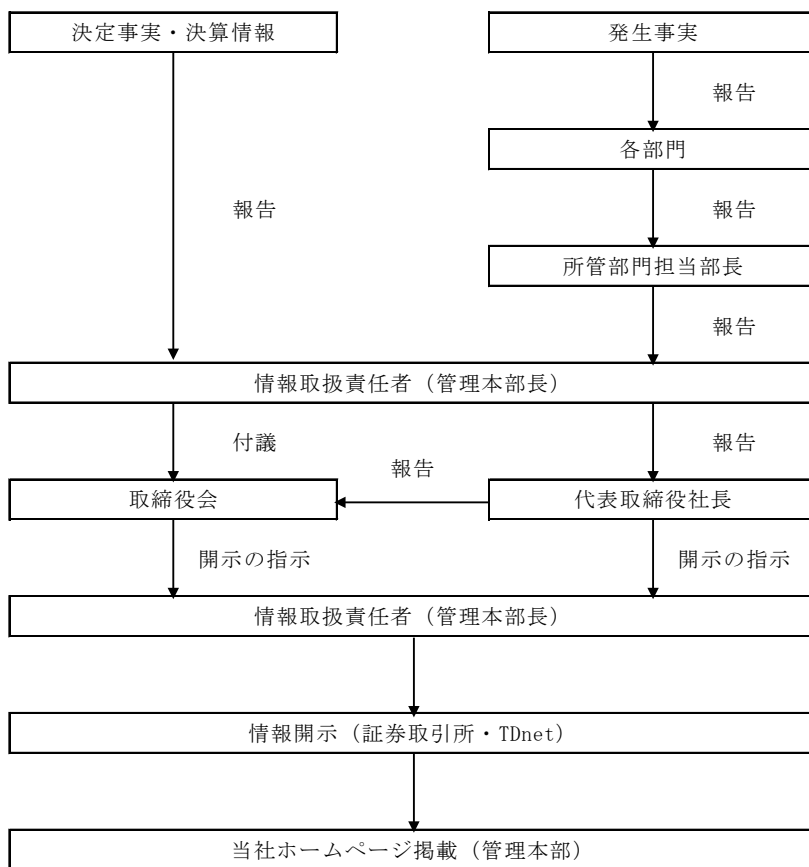 決定事実・決算情報
発生事実
報告
各部門
報告
報告
所管部門担当部長
報告
情報取扱責任者（管理本部長）
付議
報告
報告
取締役会
代表取締役社長
開示の指示
開示の指示
情報取扱責任者（管理本部長）
情報開示（証券取引所・TDnet）
当社ホームページ掲載（管理本部）